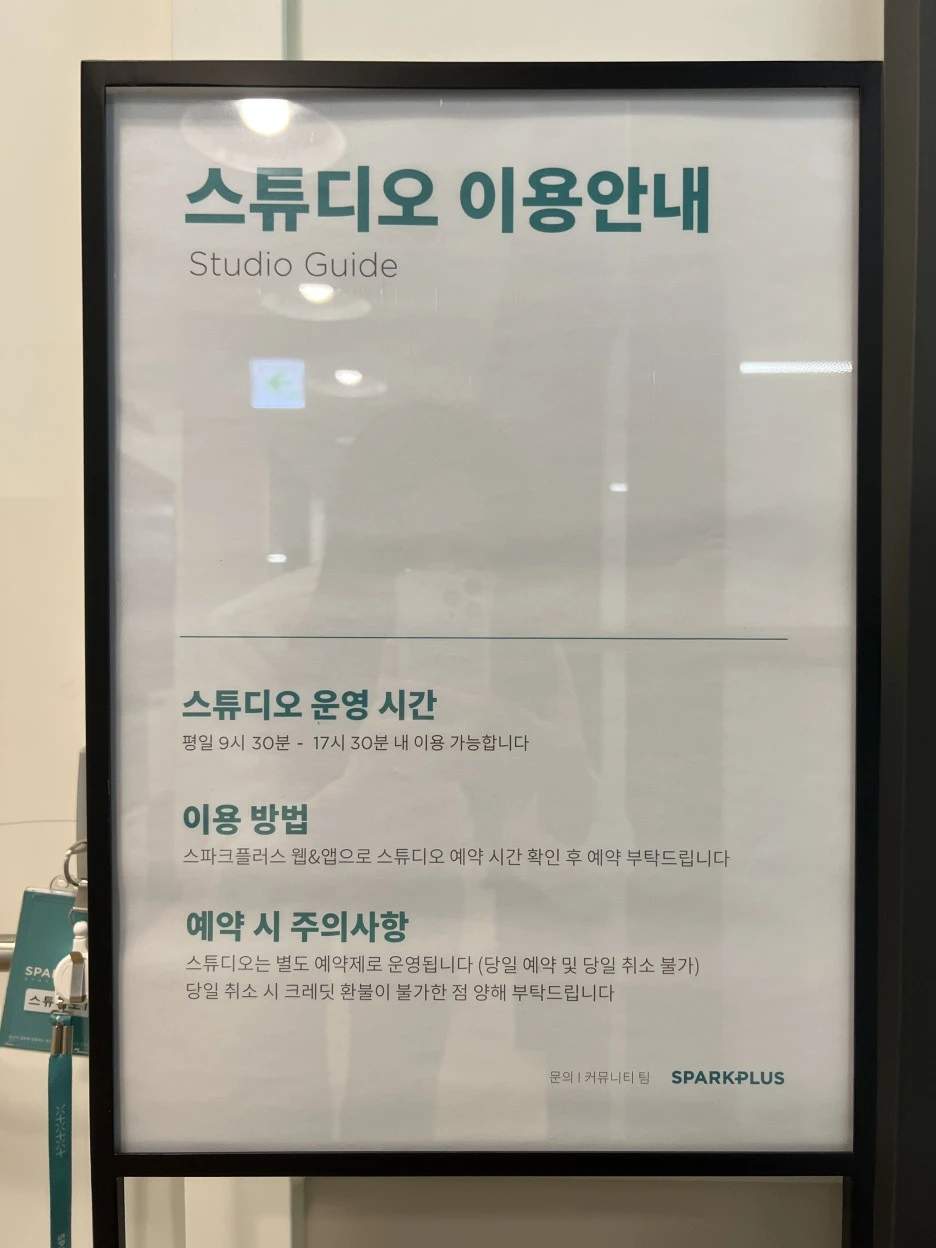 스튜디오 이용안내
Studio Guide
스튜디오 운영 시간
평일 9시 30분 - 17시 30분 내 이용 가능합니다
이용 방법
스파크플러스 웹&앱으로 스튜디오 예약 시간 확인 후 예약 부탁드립니다
예약 시 주의사항
스튜디오는 별도 예약제로 운영됩니다 (당일 예약 및 당일 취소 불가)
당일 취소 시 크레딧 환불이 불가한 점 양해 부탁드립니다
문의 I 커뮤니티 팀 SPARKPLUS